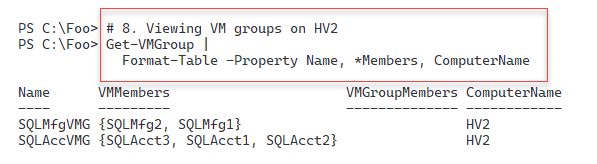 PS C:\Foo> # 8. Viewing VM groups on HV2
PS C:\Foo> Get-VMGroup |
Format-Table -Property Name, *Members, ComputerName
Name VMMembers VMGroupMembers ComputerName
---- --------- -------------- ------------
SQLMfgVMG {SQLMfg2, SQLMfg1} HV2
SQLAccVMG {SQLAcct3, SQLAcct1, SQLAcct2} HV2